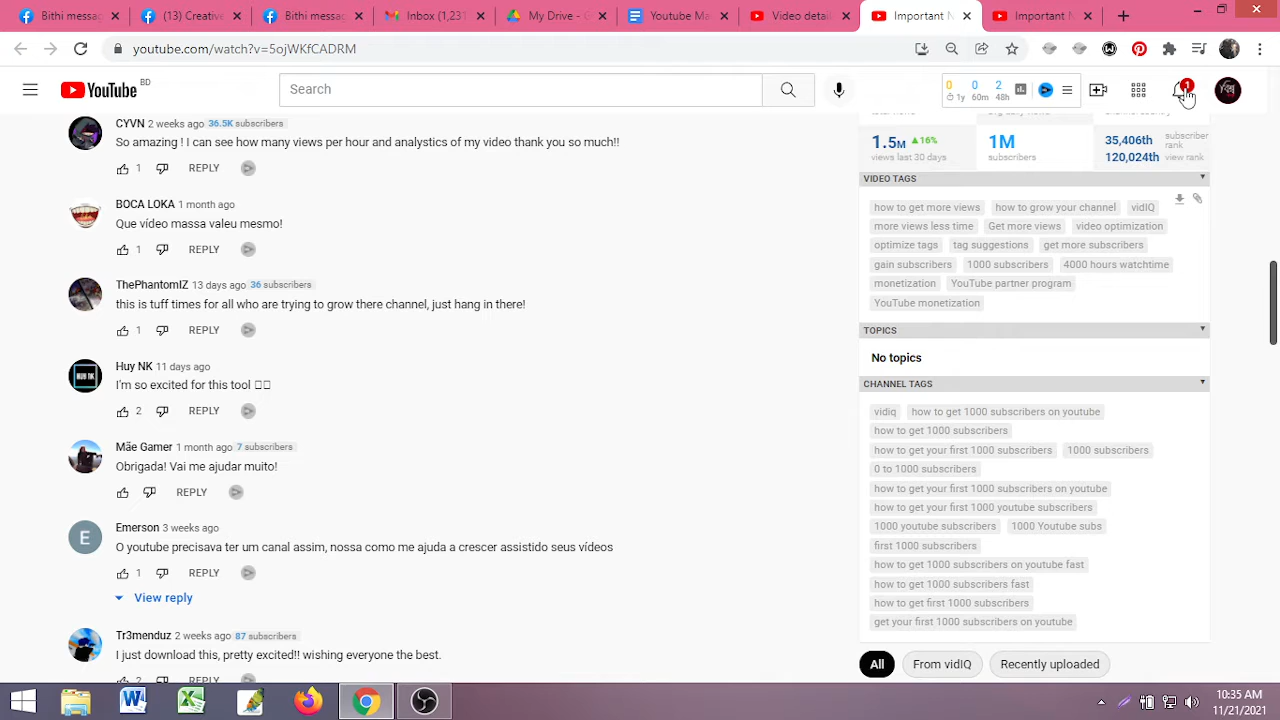 Bithi messag
(13) Creative
Bithi messag
Inbox (1,231
My Drive - G
Youtube Mar
Video detai
Important N
Important N
youtube.com/watch?v=5ojWKfCADRM
YouTube BD
Search
0 0 2
1y 60m 48h
1
CYVN 2 weeks ago 36.5K subscribers
So amazing ! I can see how many views per hour and analystics of my video thank you so much!!
1 REPLY
BOCA LOKA 1 month ago
Que vídeo massa valeu mesmo!
1 REPLY
ThePhantomIZ 13 days ago 36 subscribers
this is tuff times for all who are trying to grow there channel, just hang in there!
1 REPLY
Huy NK 11 days ago
I'm so excited for this tool
2 REPLY
HUY NK
Mãe Gamer 1 month ago 7 subscribers
Obrigada! Vai me ajudar muito!
REPLY
E
Emerson 3 weeks ago
O youtube precisava ter um canal assim, nossa como me ajuda a crescer assistido seus vídeos
1 REPLY
View reply
Tr3menduz 2 weeks ago 87 subscribers
I just download this, pretty excited!! wishing everyone the best.
2 REPLY
1.5M 16%
views last 30 days
1M
subscribers
35,406th subscriber rank
120,024th view rank
VIDEO TAGS
how to get more views how to grow your channel vidIQ
more views less time Get more views video optimization
optimize tags tag suggestions get more subscribers
gain subscribers 1000 subscribers 4000 hours watchtime
monetization YouTube partner program
YouTube monetization
TOPICS
No topics
CHANNEL TAGS
vidiq how to get 1000 subscribers on youtube
how to get 1000 subscribers
how to get your first 1000 subscribers 1000 subscribers
0 to 1000 subscribers
how to get your first 1000 subscribers on youtube
how to get your first 1000 youtube subscribers
1000 youtube subscribers 1000 Youtube subs
first 1000 subscribers
how to get 1000 subscribers on youtube fast
how to get 1000 subscribers fast
how to get first 1000 subscribers
get your first 1000 subscribers on youtube
All From vidIQ Recently uploaded
10:35 AM
11/21/2021